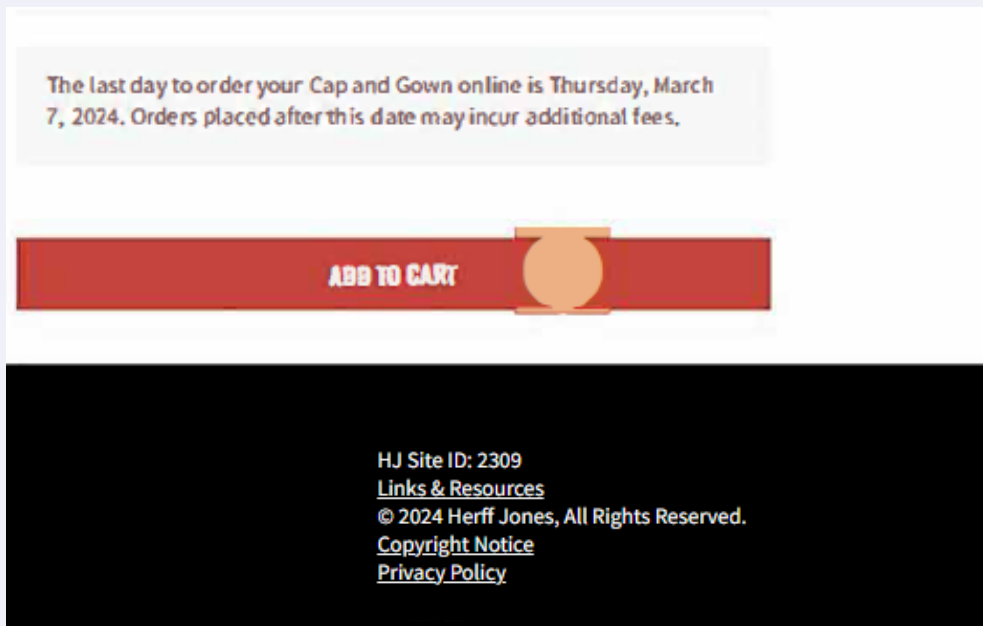 The last day to order your Cap and Gown online is Thursday, March
7, 2024. Orders placed after this date may incur additional fees.
ADD TO CART
HJ Site ID: 2309
Links & Resources
© 2024 Herff Jones, All Rights Reserved.
Copyright Notice
Privacy Policy